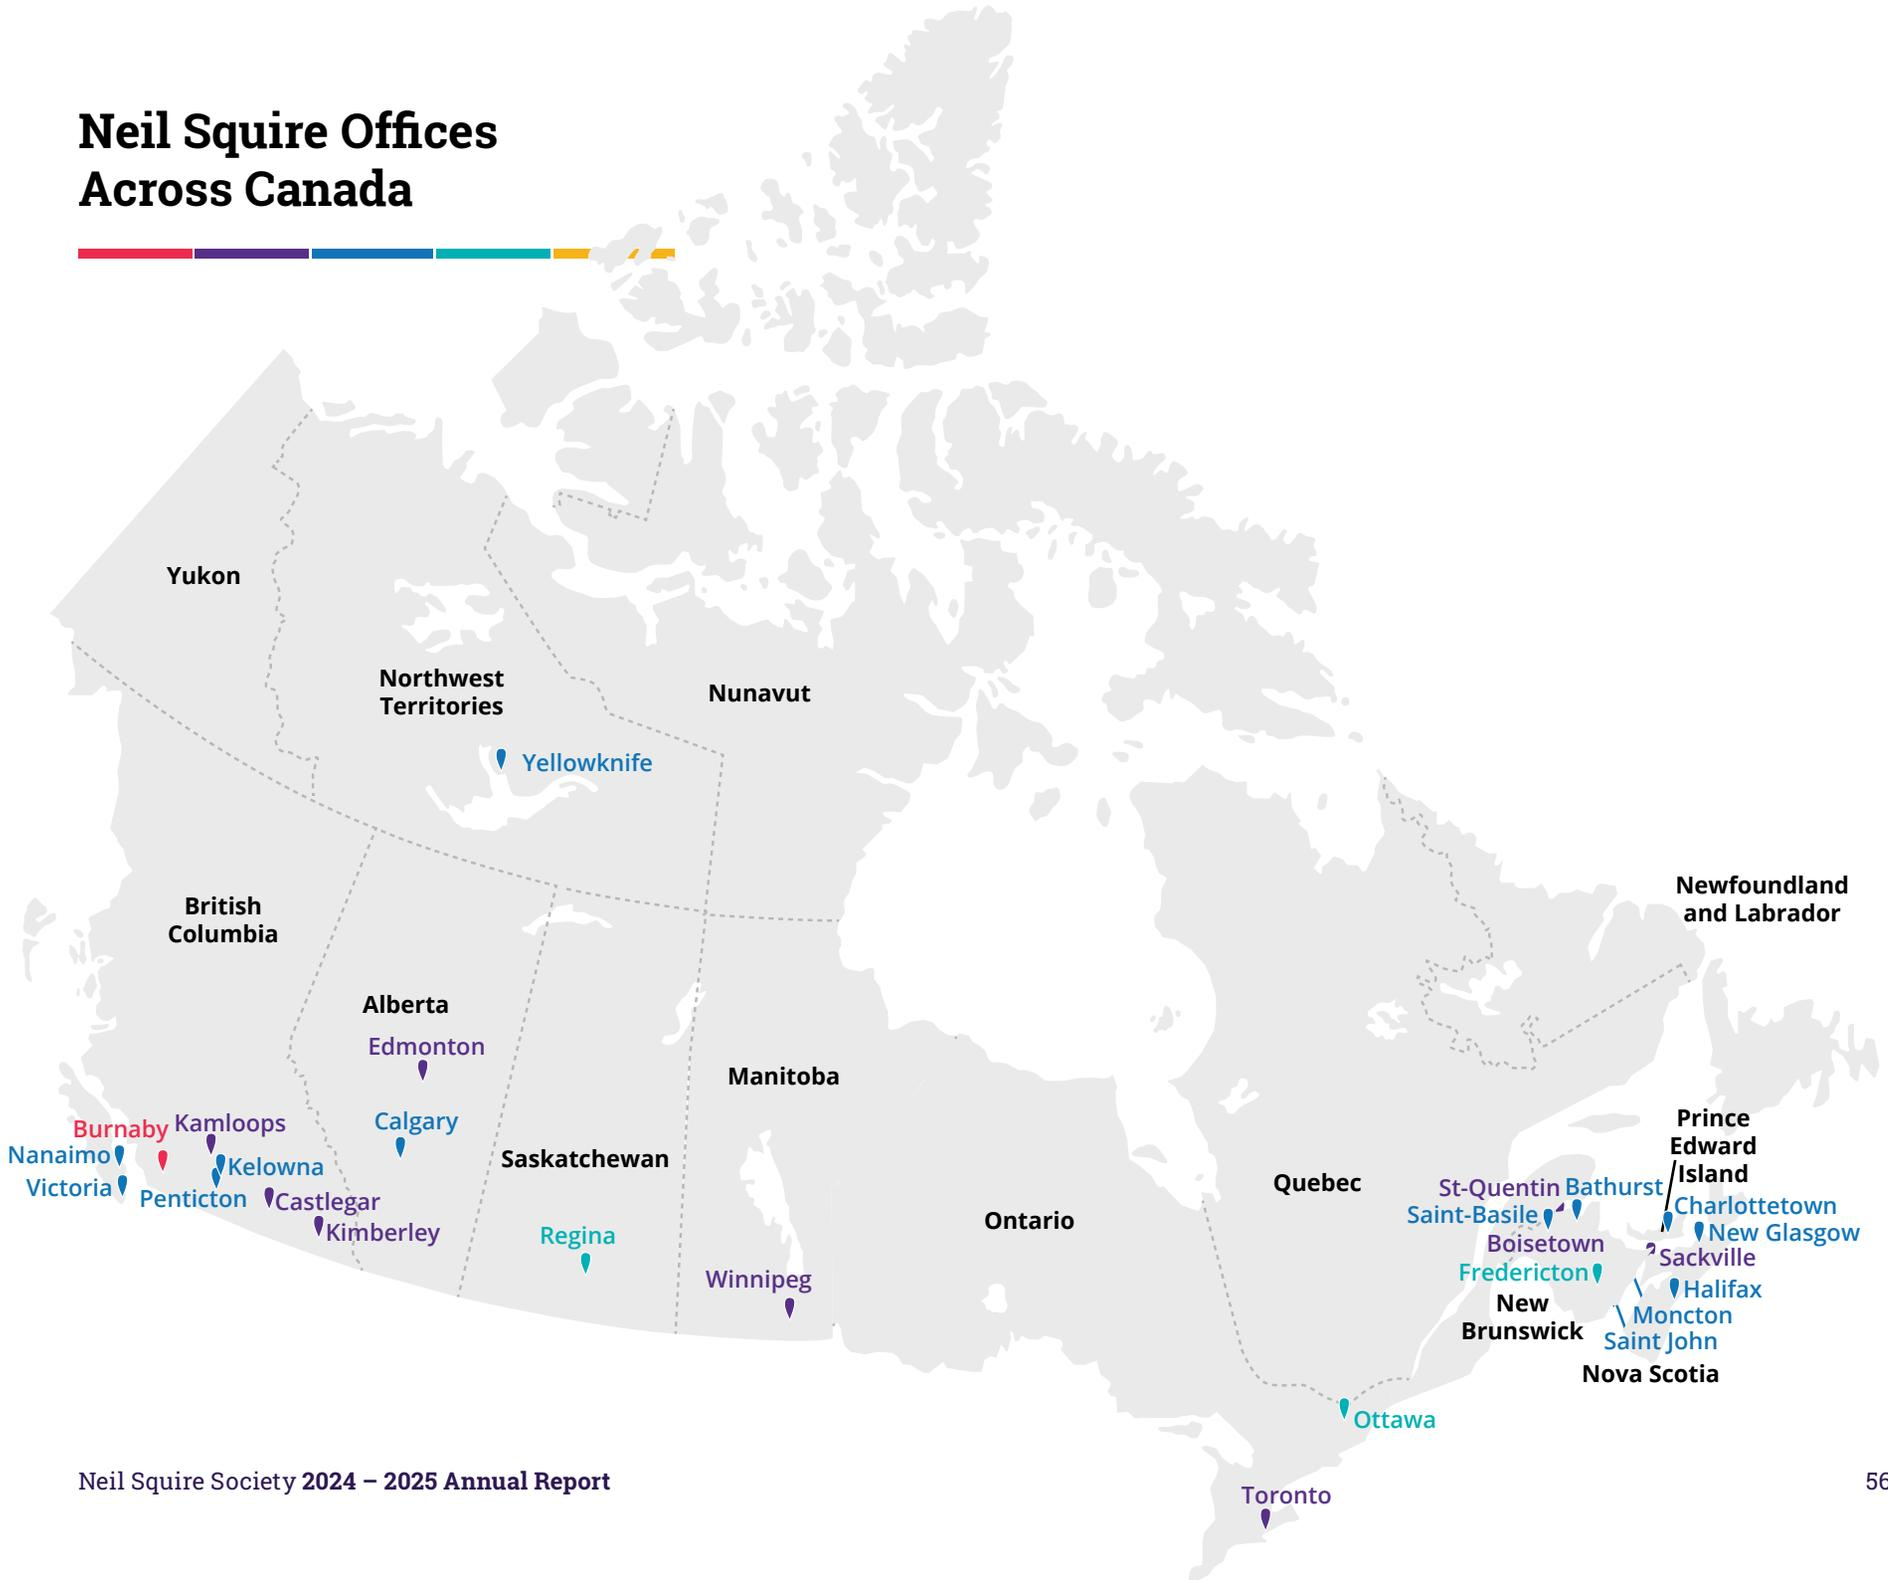 Neil Squire Offices
Across Canada
Yukon
Northwest
Territories
Nunavut
Yellowknife
British
Columbia
Newfoundland
and Labrador
Alberta
Edmonton
Manitoba
Calgary
Burnaby
Kamloops
Nanaimo
Kelowna
Victoria
Penticton
Castlegar
Kimberley
Saskatchewan
Regina
Winnipeg
Ontario
Quebec
Prince
Edward
Island
St-Quentin
Bathurst
Saint-Basile
Charlottetown
New Glasgow
Boisetown
Sackville
Fredericton
Halifax
New
Brunswick
Moncton
Saint John
Nova Scotia
Ottawa
Toronto
Neil Squire Society 2024 – 2025 Annual Report
56